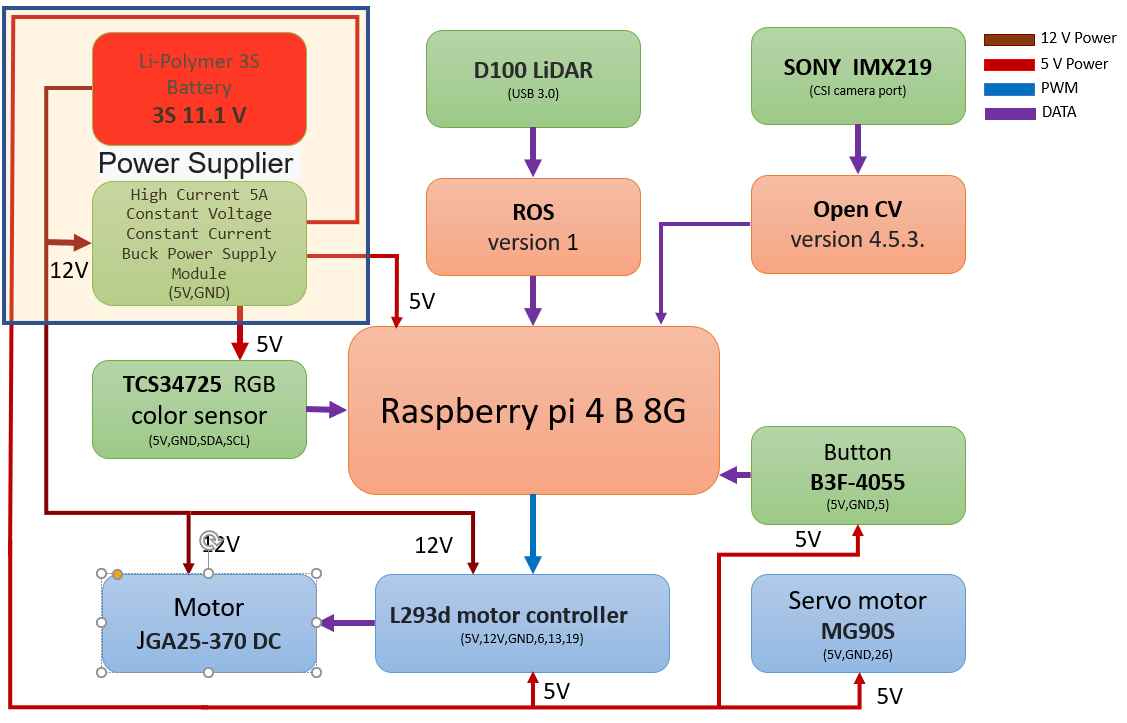 Li-Polymer 3S
Battery
3S 11.1 V
Power Supplier
High Current 5A
Constant Voltage
Constant Current
Buck Power Supply
Module
(5V,GND)
12V
5V
5V
D100 LiDAR
(USB 3.0)
ROS
version 1
SONY IMX219
(CSI camera port)
Open CV
version 4.5.3.
12 V Power
5 V Power
PWM
DATA
TCS34725 RGB
color sensor
(5V,GND,SDA,SCL)
Raspberry pi 4 B 8G
Button
B3F-4055
(5V,GND,5)
5V
12V
12V
Motor
JGA25-370 DC
L293d motor controller
(5V,12V,GND,6,13,19)
5V
Servo motor
MG90S
(5V,GND,26)
5V